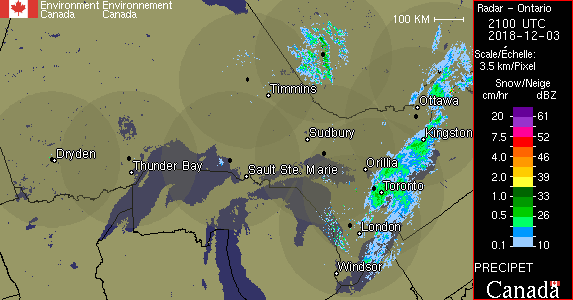 Environment Environnement
Canada Canada
100 KM
Timmins
Ottawa
Sudbury
Kingston
Dryden
Thunder Bay
Sault Ste. Marie
Orillia
Toronto
London
Windsor
Radar - Ontario
2100 UTC
2018-12-03
Scale/Échelle:
3.5 km/Pixel
Snow/Neige
cm/hr dBZ
20 61
7.5 52
4.0 46
2.0 39
1.0 33
0.5 26
0.1 10
PRECIPET
Canada